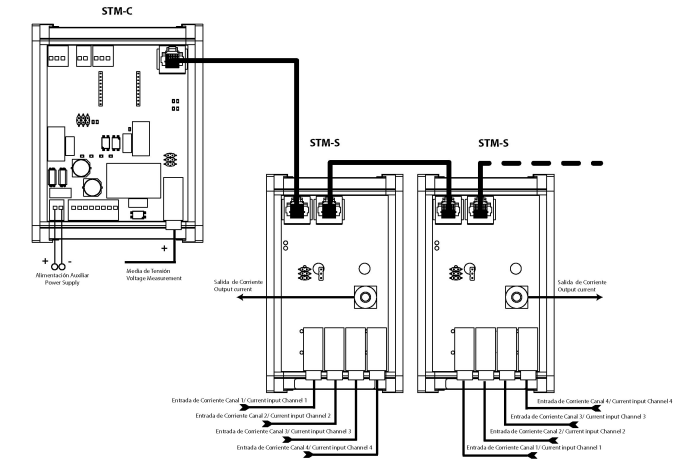 STM-C
STM-S
STM-S
+
-
+
Alimentación Auxiliar
Power Supply
Media de Tensión
Voltage Measurement
Salida de Corriente
Output current
Salida de Corriente
Output current
Entrada de Corriente Canal 1/ Current input Channel 1
Entrada de Corriente Canal 2/ Current input Channel 2
Entrada de Corriente Canal 3/ Current input Channel 3
Entrada de Corriente Canal 4/ Current input Channel 4
Entrada de Corriente Canal 4/ Current input Channel 4
Entrada de Corriente Canal 3/ Current input Channel 3
Entrada de Corriente Canal 2/ Current input Channel 2
Entrada de Corriente Canal 1/ Current input Channel 1